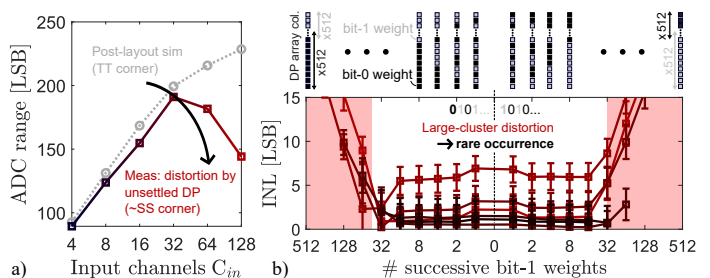 250
200
150
100
ADC range [LSB]
Post-layout sim
(TT corner)
Meas: distortion by
unsettled DP
(~SS corner)
4 8 16 32 64 128
Input channels C_in
a)
DP array col.
x512
x512
bit-1 weight
bit-0 weight
x512
x512
15
10
5
0
INL [LSB]
0101... 1010...
Large-cluster distortion
→ rare occurrence
512 128 32 8 2 0 2 8 32 128 512
# successive bit-1 weights
b)